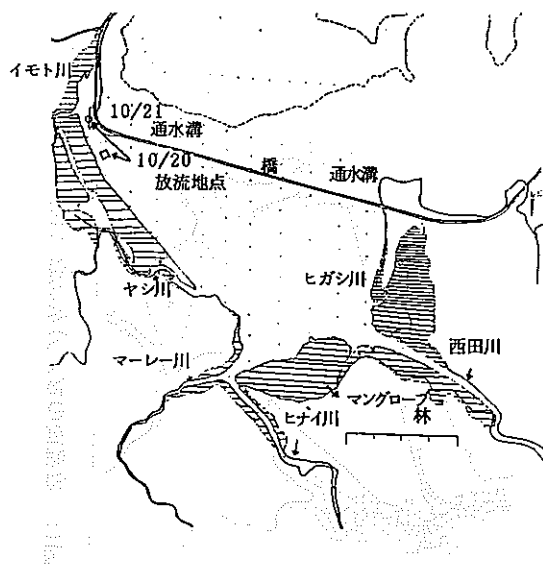 イモト川
10/21
通水溝
10/20
放流地点
橋
通水溝
ヒガシ川
ヤシ川
西田川
マーレー川
マングローブ
林
ヒナイ川